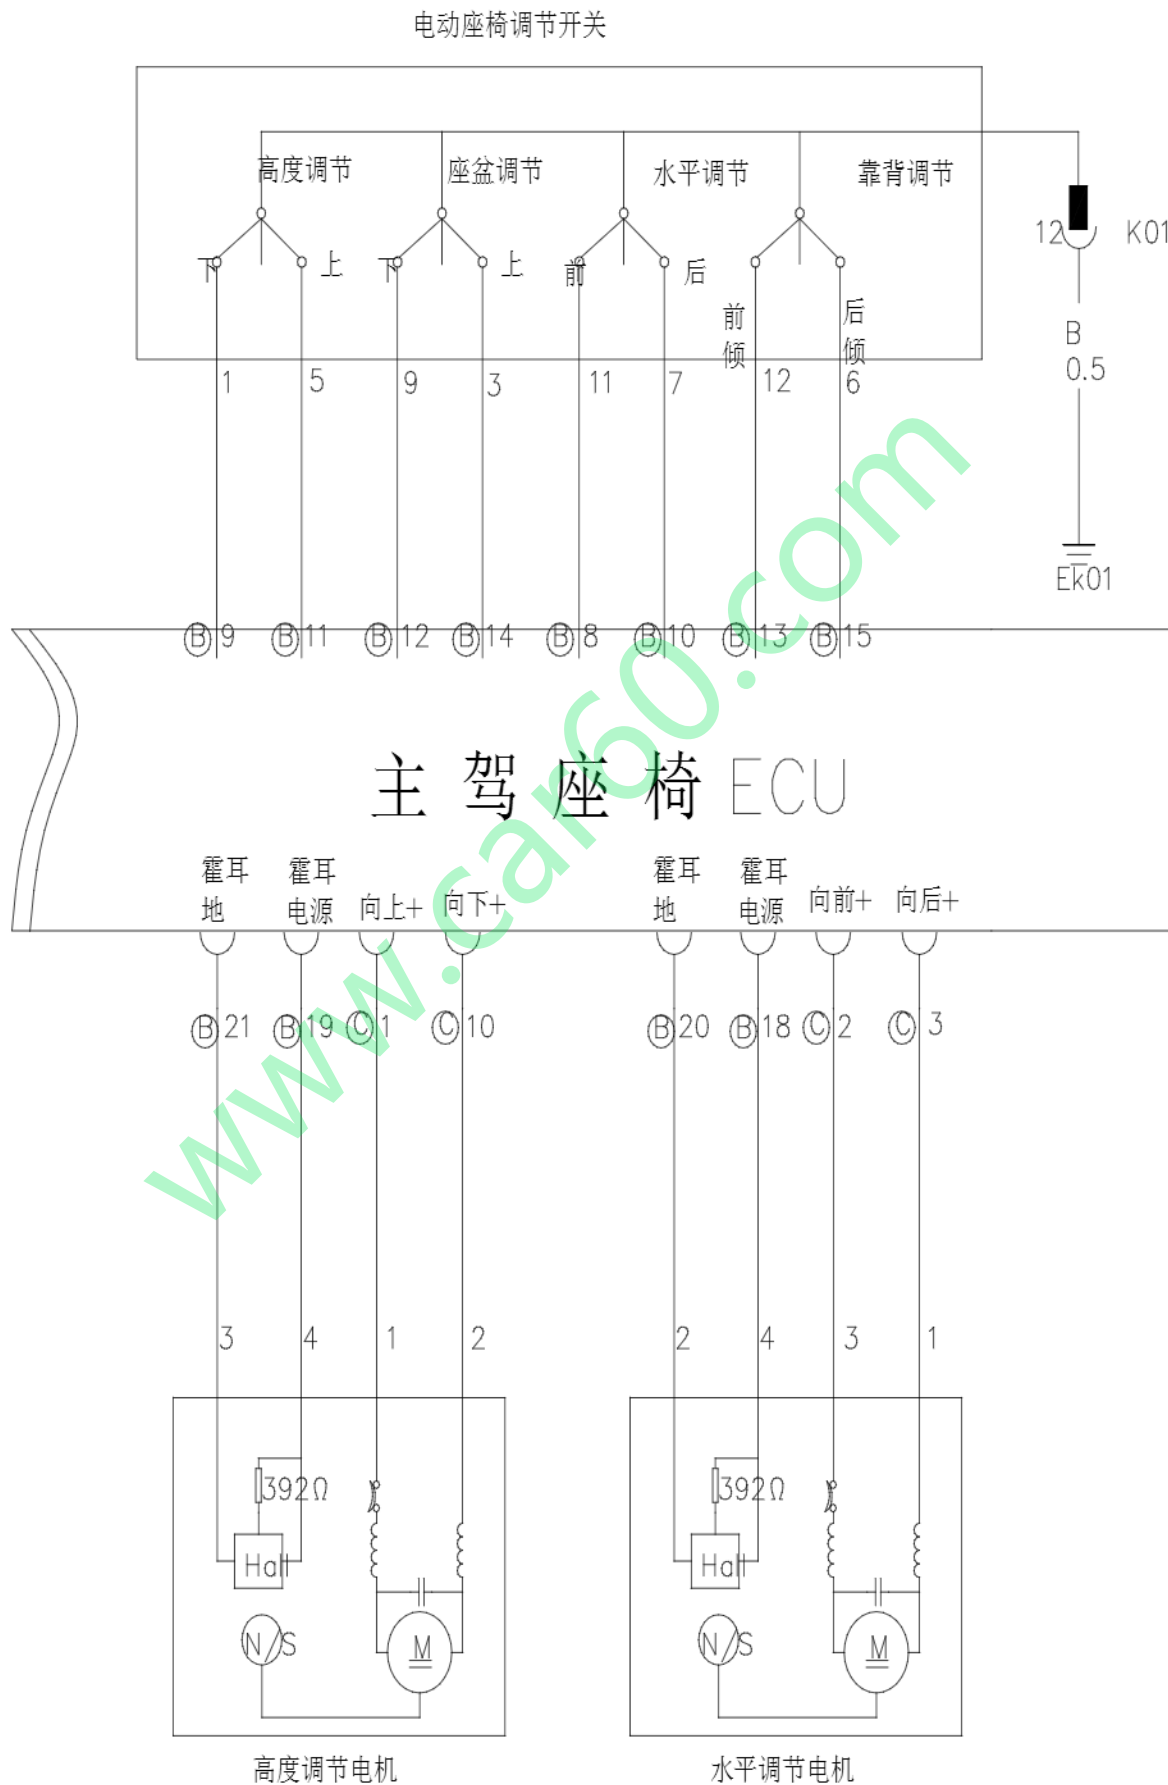 电动座椅调节开关
高度调节 座盆调节 水平调节 靠背调节
12 K01
下 上 下 上 前 后
前倾 后倾
B
0.5
1 5 9 3 11 7 12 6
Ek01
B 9 B 11 B 12 B 14 B 8 B 10 B 13 B 15
主驾座椅ECU
霍耳地 霍耳电源 向上+ 向下+ 霍耳地 霍耳电源 向前+ 向后+
B 21 B 19 C 1 C 10 B 20 B 18 C 2 C 3
www.car60.com
3 4 1 2 2 4 3 1
392Ω 392Ω
Hall Hall
N/S M N/S M
高度调节电机 水平调节电机